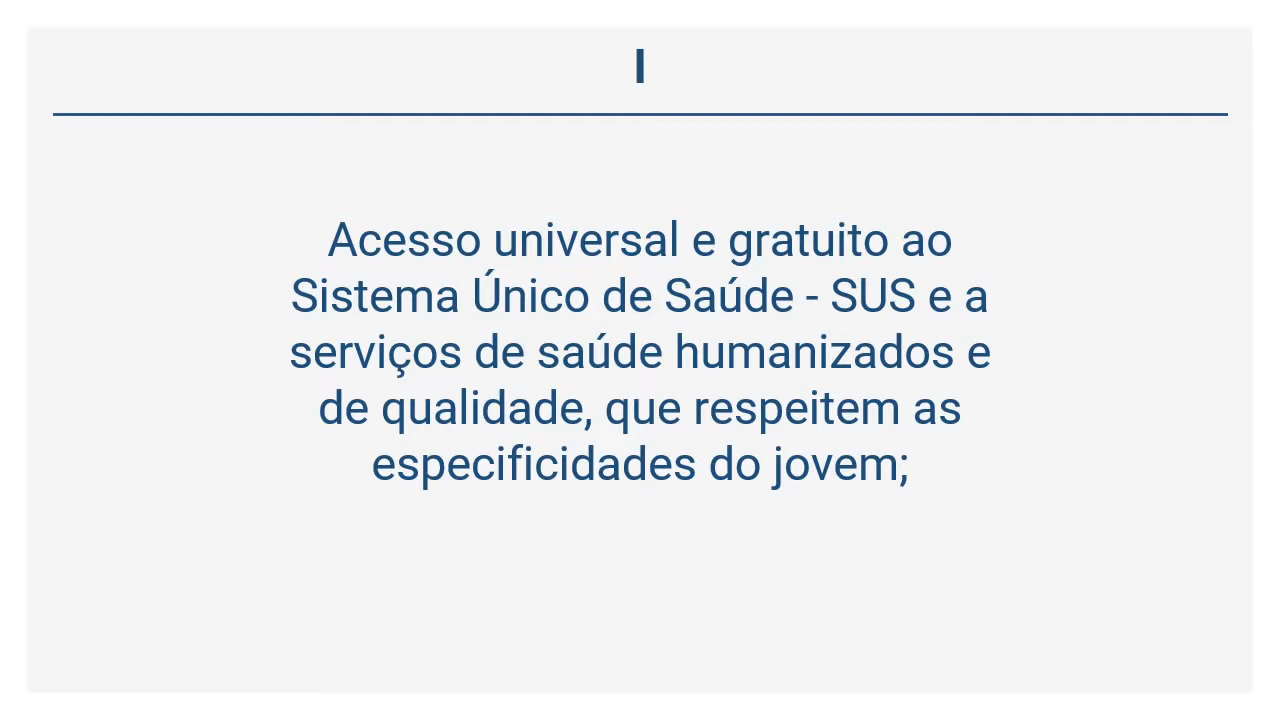 I
Acesso universal e gratuito ao
Sistema Único de Saúde - SUS e a
serviços de saúde humanizados e
de qualidade, que respeitem as
especificidades do jovem;